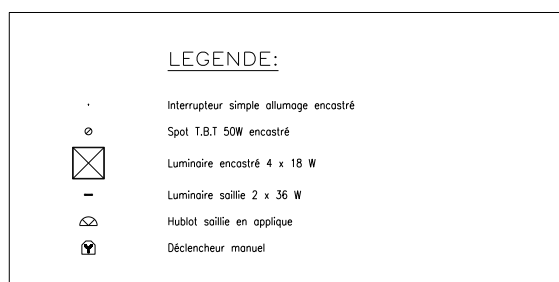 LEGENDE:
Interrupteur simple allumage encastré
Spot T.B.T 50W encastré
Luminaire encastré 4 x 18 W
Luminaire saillie 2 x 36 W
Hublot saillie en applique
Déclencheur manuel